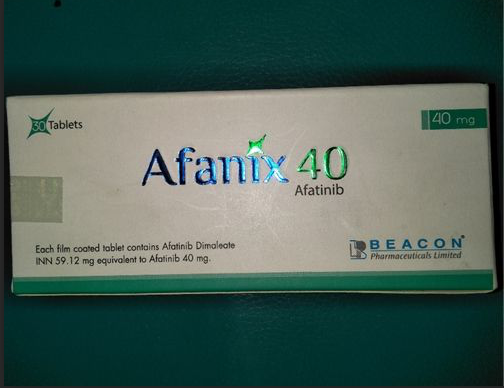 30 Tablets
40 mg
Afanix 40
Afatinib
Each film coated tablet contains Afatinib Dimaleate
INN 59.12 mg equivalent to Afatinib 40 mg.
BEACON®
Pharmaceuticals Limited